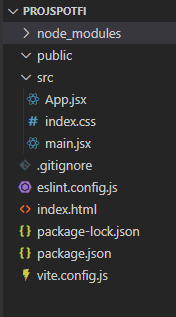 PROJSPOTFI
node_modules
public
src
App.jsx
# index.css
main.jsx
.gitignore
eslint.config.js
<> index.html
{} package-lock.json
{} package.json
vite.config.js